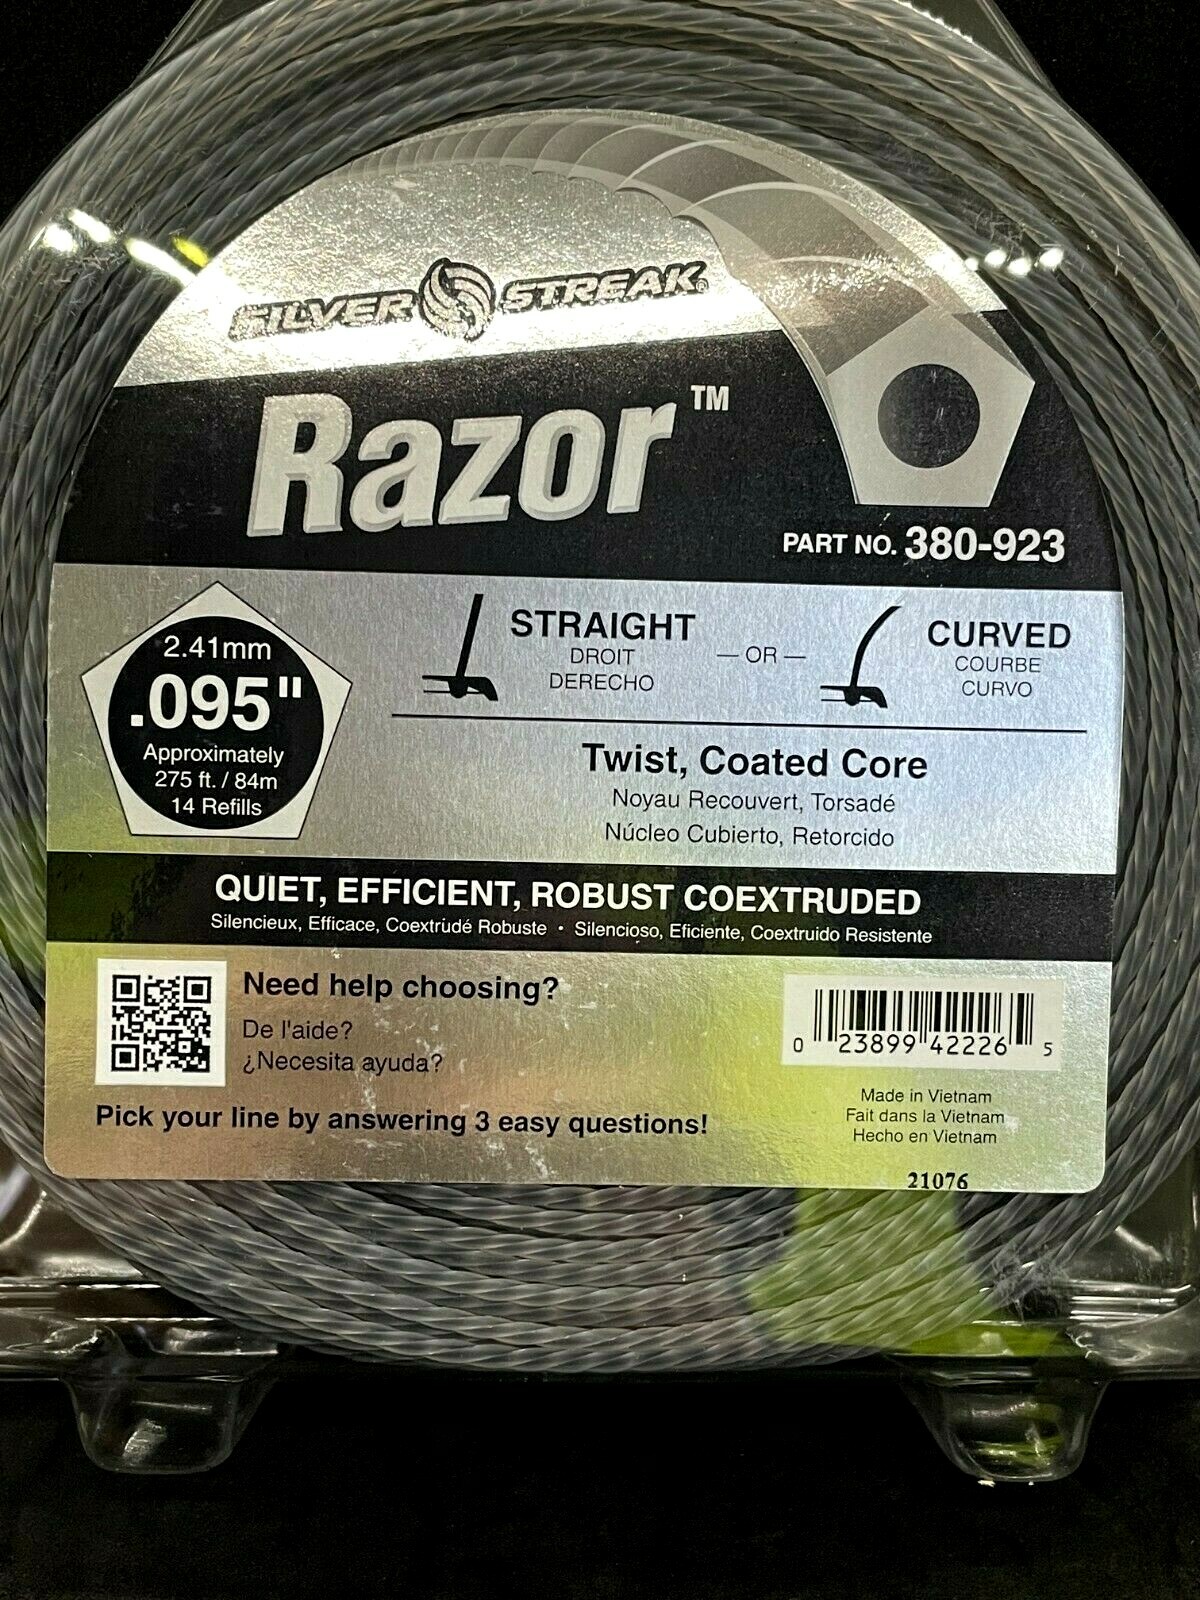 SILVER STREAK®
Razor™
PART NO. 380-923
2.41mm
.095"
Approximately
275 ft. / 84m
14 Refills
STRAIGHT
DROIT
DERECHO
— OR —
CURVED
COURBE
CURVO
Twist, Coated Core
Noyau Recouvert, Torsadé
Núcleo Cubierto, Retorcido
QUIET, EFFICIENT, ROBUST COEXTRUDED
Silencieux, Efficace, Coextrudé Robuste • Silencioso, Eficiente, Coextruido Resistente
Need help choosing?
De l'aide?
¿Necesita ayuda?
Pick your line by answering 3 easy questions!
0 23899 42226 5
Made in Vietnam
Fait dans la Vietnam
Hecho en Vietnam
21076